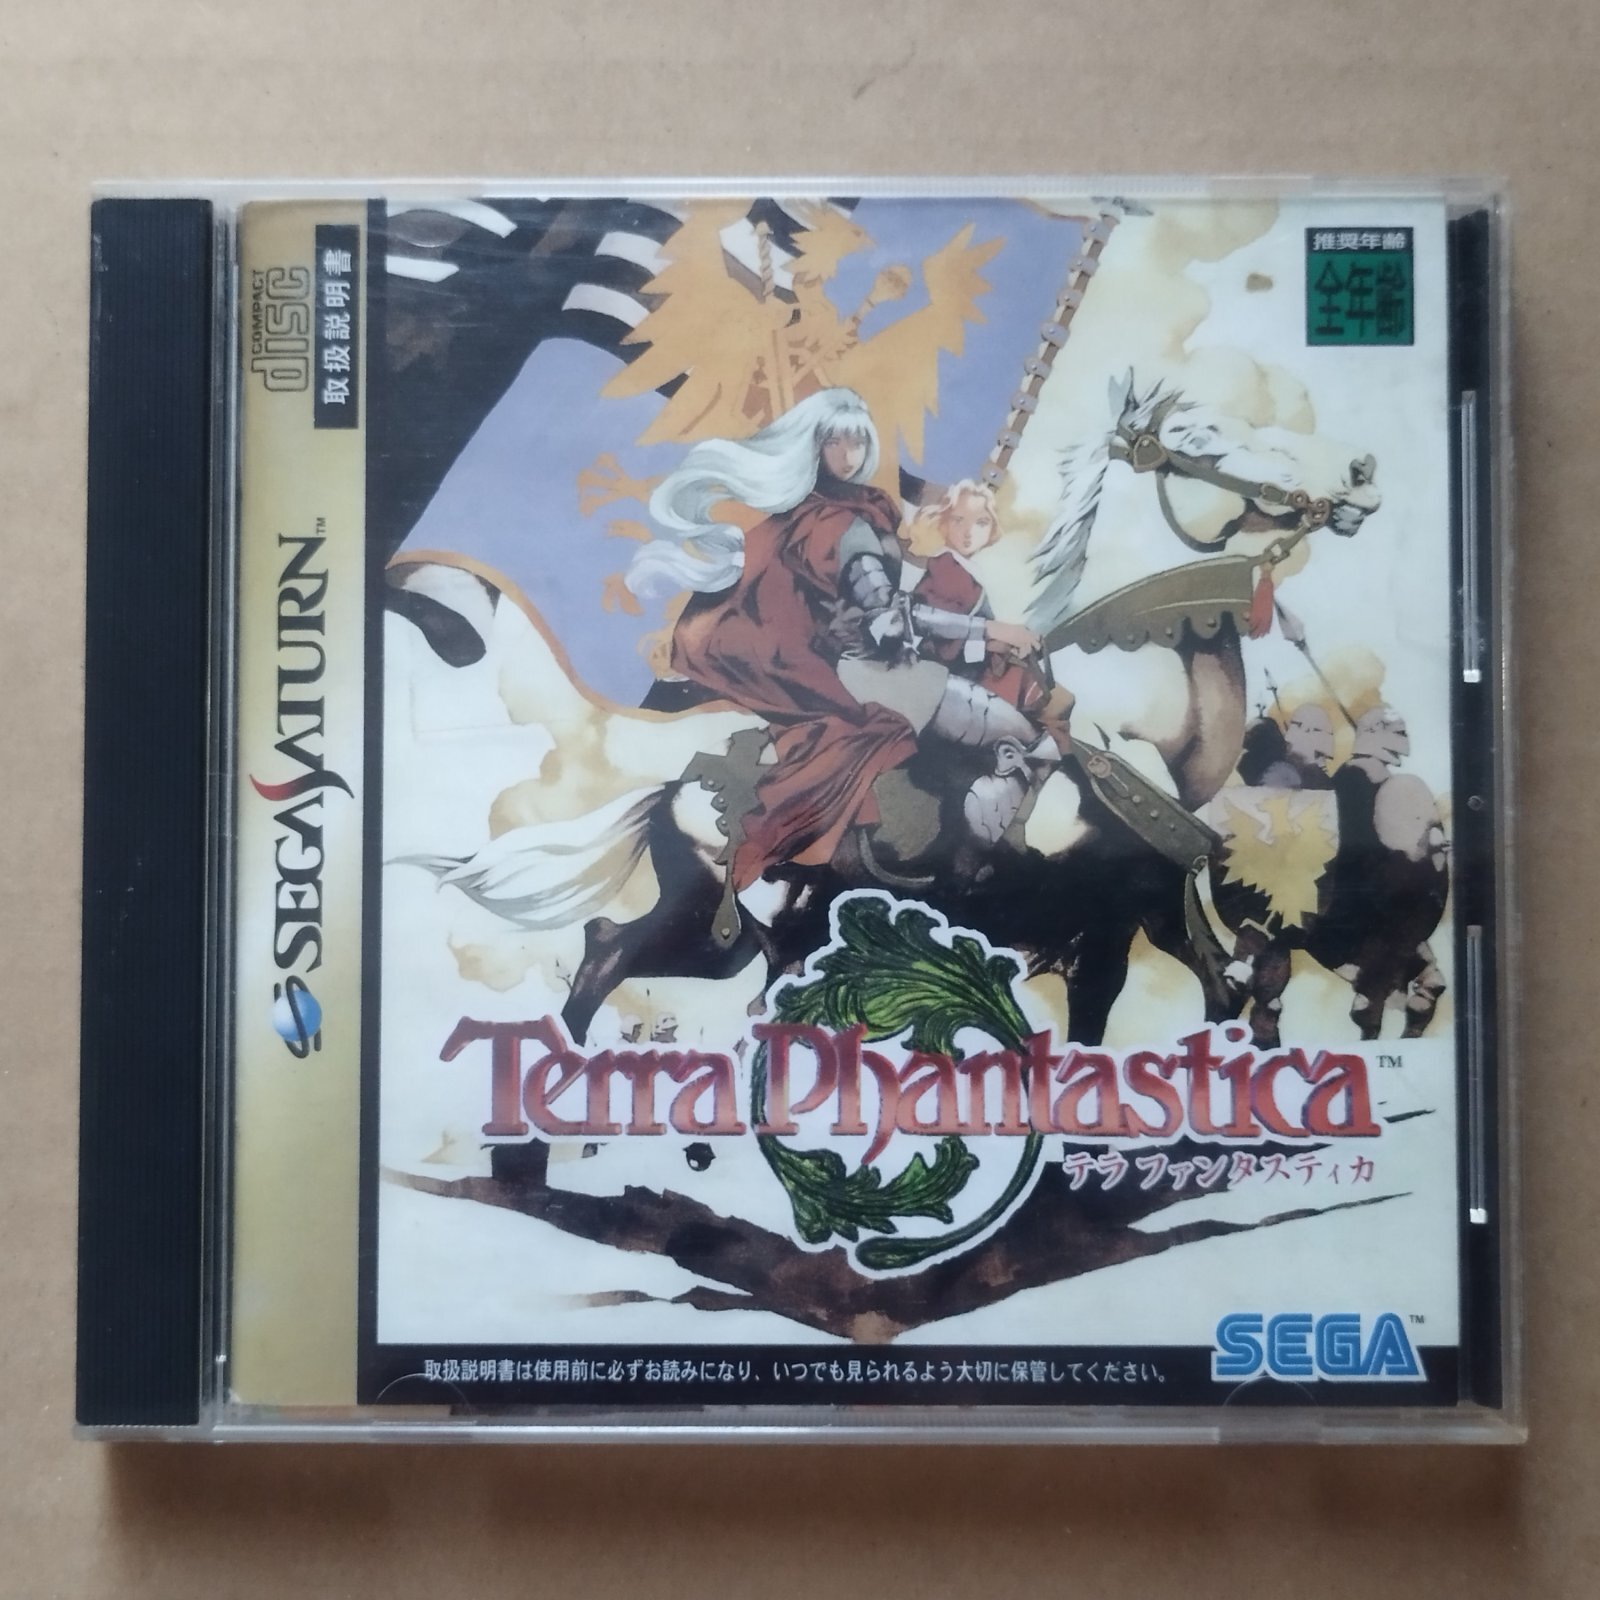 COMPACT
disc
取扱説明書
SEGA SATURN™
推奨年齢
全年齢
Terra Phantastica™
テラ ファンタスティカ
SEGA™
取扱説明書は使用前に必ずお読みになり、いつでも見られるよう大切に保管してください。